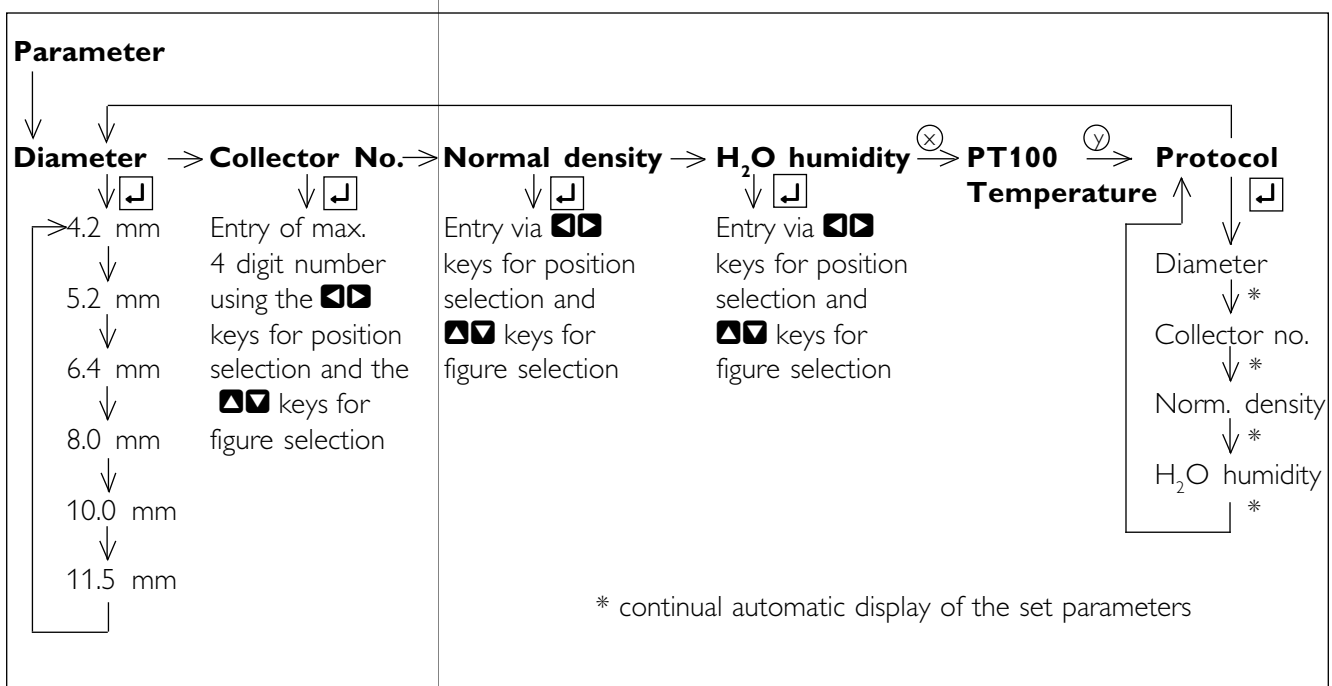 Parameter
Diameter Collector No. Normal density H₂O humidity x PT100 Temperature y Protocol
4.2 mm
5.2 mm
6.4 mm
8.0 mm
10.0 mm
11.5 mm
Entry of max.
4 digit number
using the ◀▶
keys for position
selection and the
▲▼ keys for
figure selection
Entry via ◀▶
keys for position
selection and
▲▼ keys for
figure selection
Entry via ◀▶
keys for position
selection and
▲▼ keys for
figure selection
Diameter
*
Collector no.
*
Norm. density
*
H₂O humidity
*
* continual automatic display of the set parameters